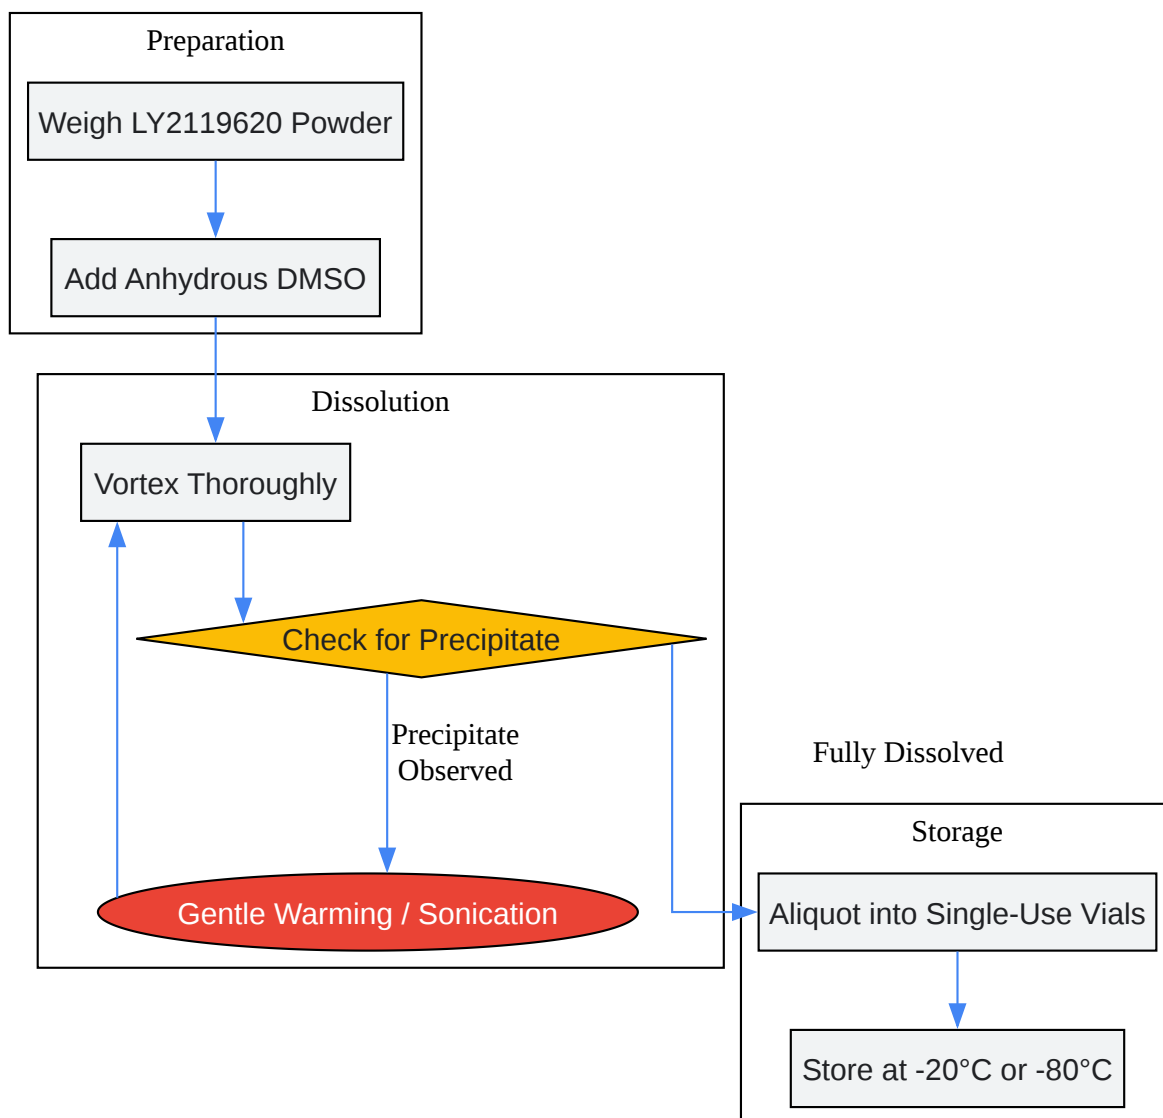 Preparation
Weigh LY2119620 Powder
Add Anhydrous DMSO
Dissolution
Vortex Thoroughly
Check for Precipitate
Precipitate
Observed
Gentle Warming / Sonication
Fully Dissolved
Storage
Aliquot into Single-Use Vials
Store at -20°C or -80°C